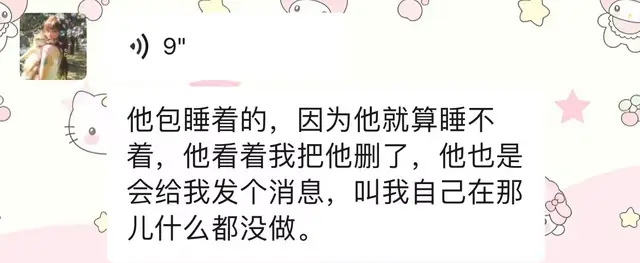 9"
他包睡着的，因为他就算睡不
着，他看着我把他删了，他也是
会给我发个消息，叫我自己在那
儿什么都没做。